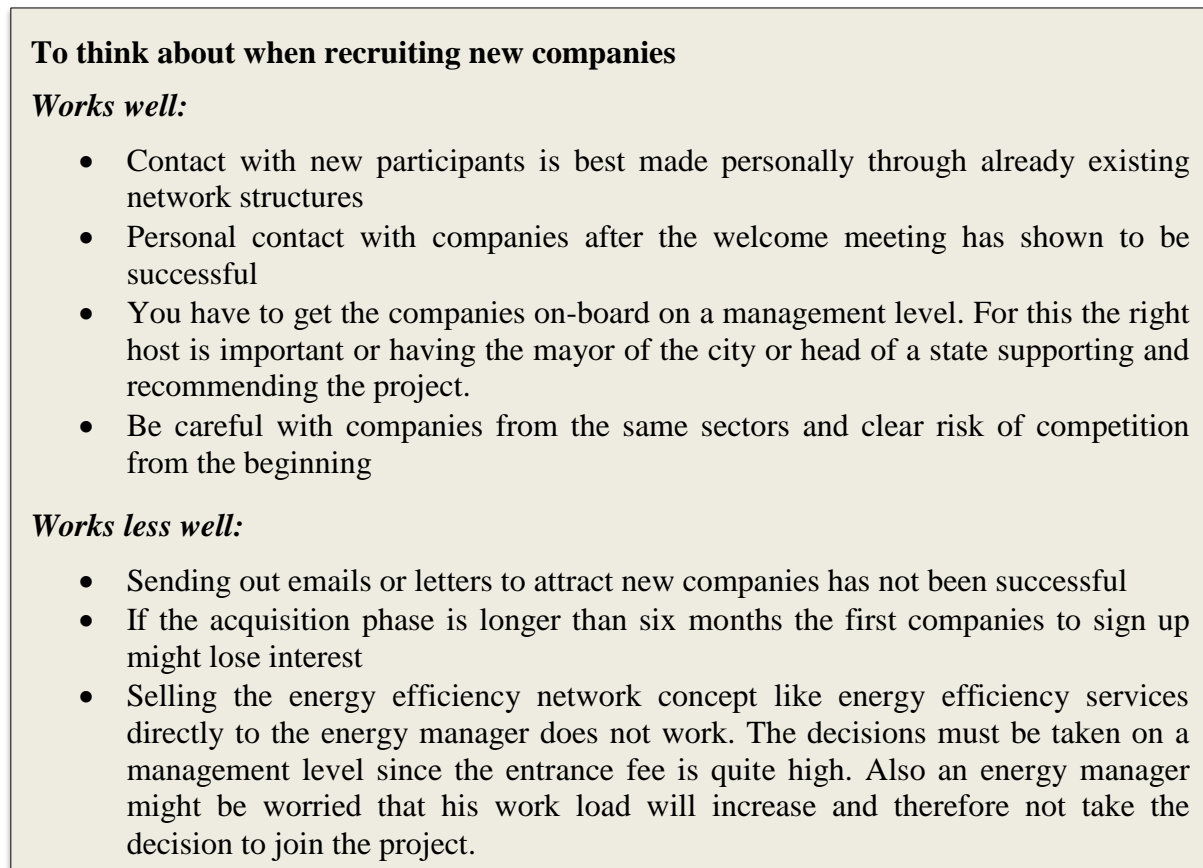 To think about when recruiting new companies
Works well:
• Contact with new participants is best made personally through already existing
network structures
• Personal contact with companies after the welcome meeting has shown to be
successful
• You have to get the companies on-board on a management level. For this the right
host is important or having the mayor of the city or head of a state supporting and
recommending the project.
• Be careful with companies from the same sectors and clear risk of competition
from the beginning
Works less well:
• Sending out emails or letters to attract new companies has not been successful
• If the acquisition phase is longer than six months the first companies to sign up
might lose interest
• Selling the energy efficiency network concept like energy efficiency services
directly to the energy manager does not work. The decisions must be taken on a
management level since the entrance fee is quite high. Also an energy manager
might be worried that his work load will increase and therefore not take the
decision to join the project.